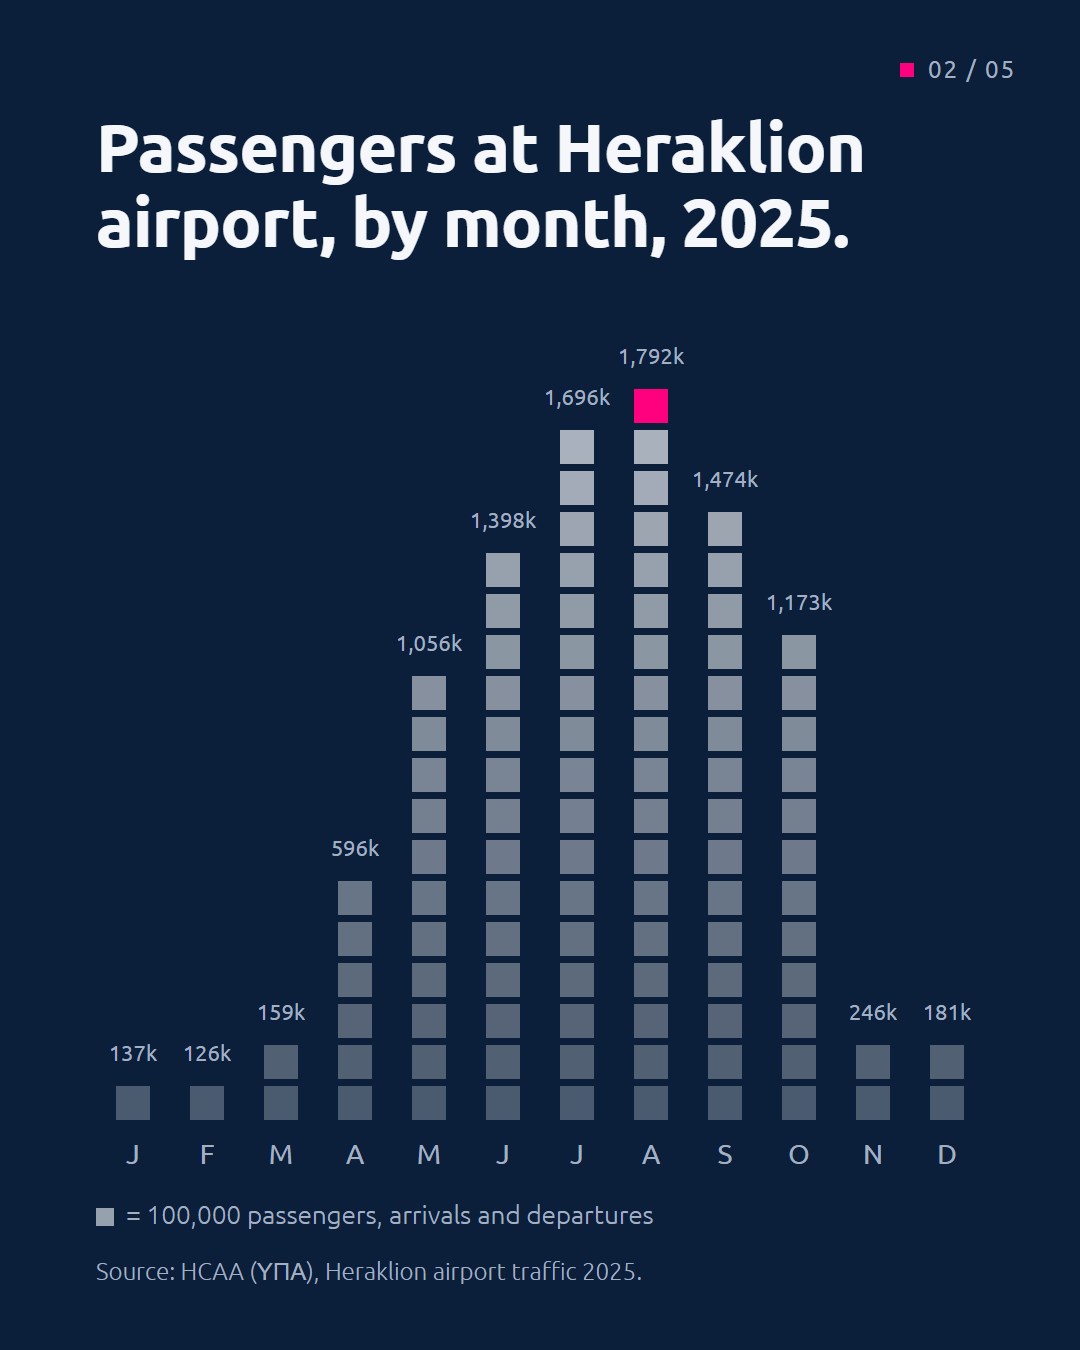 02 / 05
Passengers at Heraklion
airport, by month, 2025.
1,792k
1,696k
1,474k
1,398k
1,173k
1,056k
596k
159k
246k
181k
137k
126k
J F M A M J J A S O N D
= 100,000 passengers, arrivals and departures
Source: HCAA (ΥΠΑ), Heraklion airport traffic 2025.